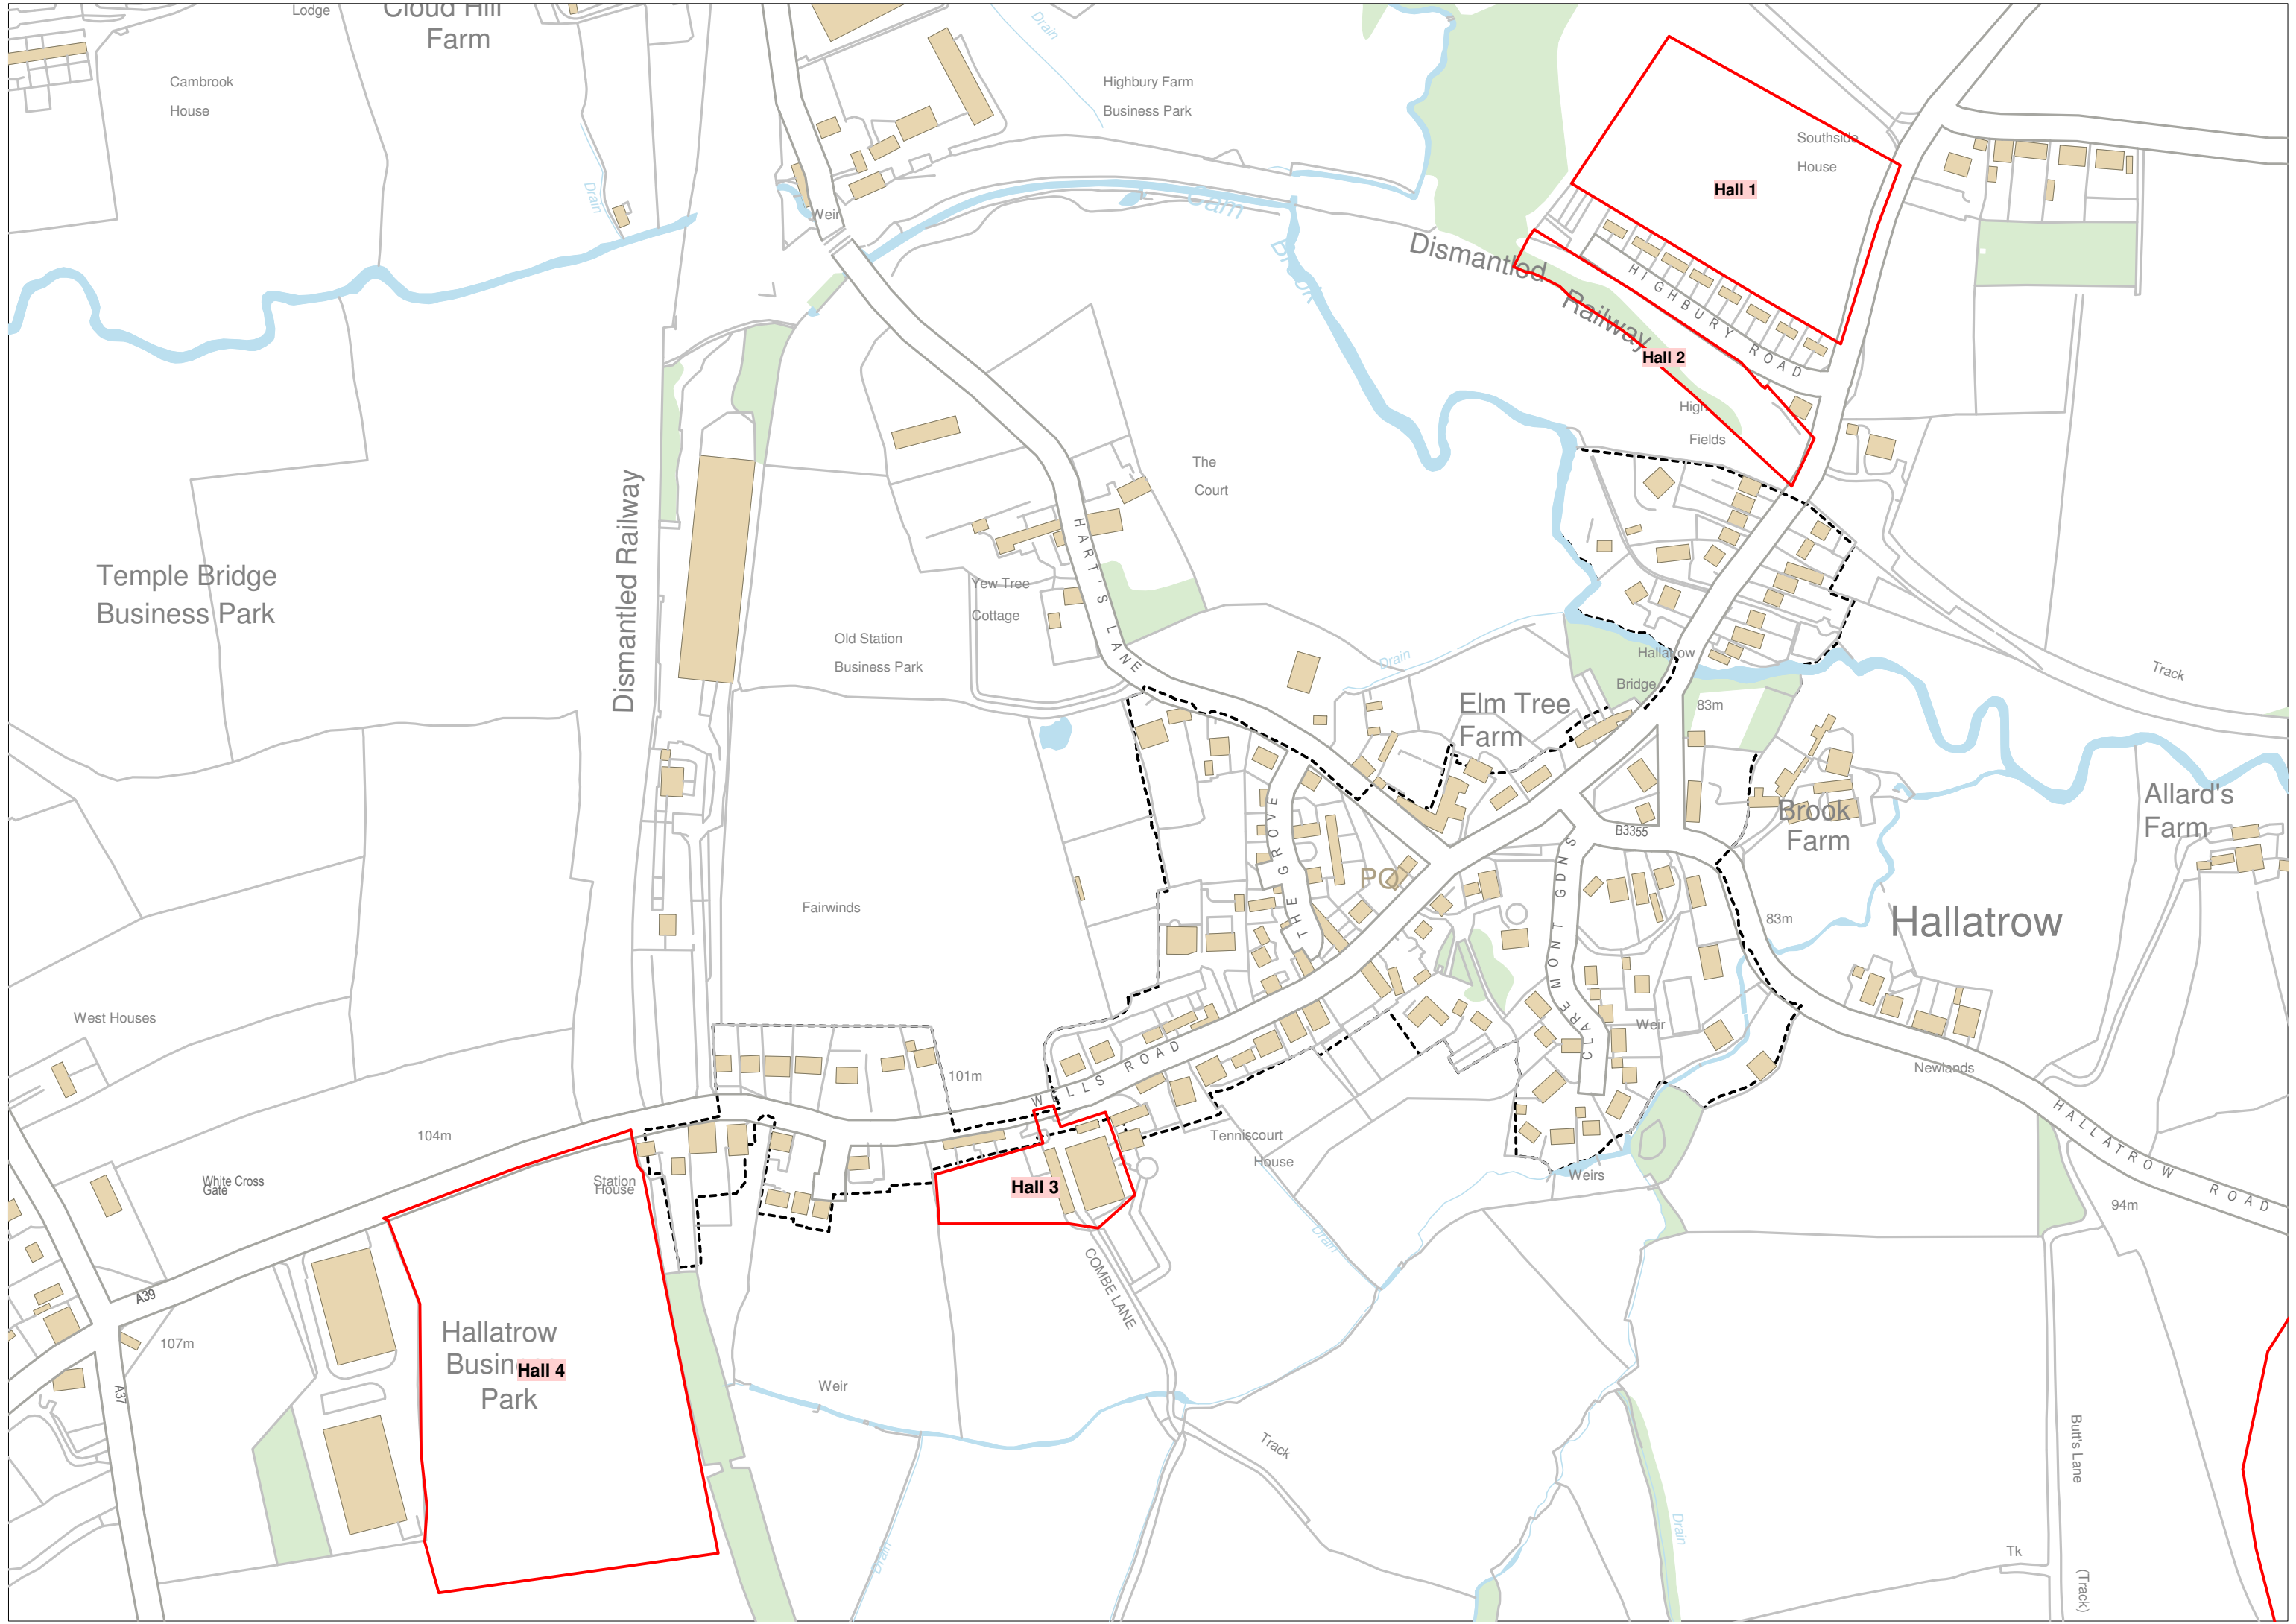 Lodge
Cloud Hill
Farm
Drain
Cambrook
House
Highbury Farm
Business Park
Southside
House
Drain
Hall 1
Weir
Cam
Brook
Dismantled
Railway
HIGHBURY ROAD
Hall 2
High
Fields
The
Court
Dismantled Railway
HART'S LANE
Temple Bridge
Business Park
Yew Tree
Cottage
Old Station
Business Park
Drain
Hallatrow
Bridge
Track
Elm Tree
Farm
83m
Allard's
Farm
Brook
Farm
B3355
THE GROVE
PO
CLAREMONT GDNS
Fairwinds
83m
Hallatrow
West Houses
Weir
WELLS ROAD
101m
Newlands
104m
Tenniscourt
House
HALLATROW ROAD
White Cross
Gate
Station
House
Hall 3
Weirs
94m
Drain
COMBE LANE
A39
107m
Hallatrow
Business
Park
Hall 4
A37
Weir
Track
Butt's Lane
(Track)
Drain
Drain
Tk